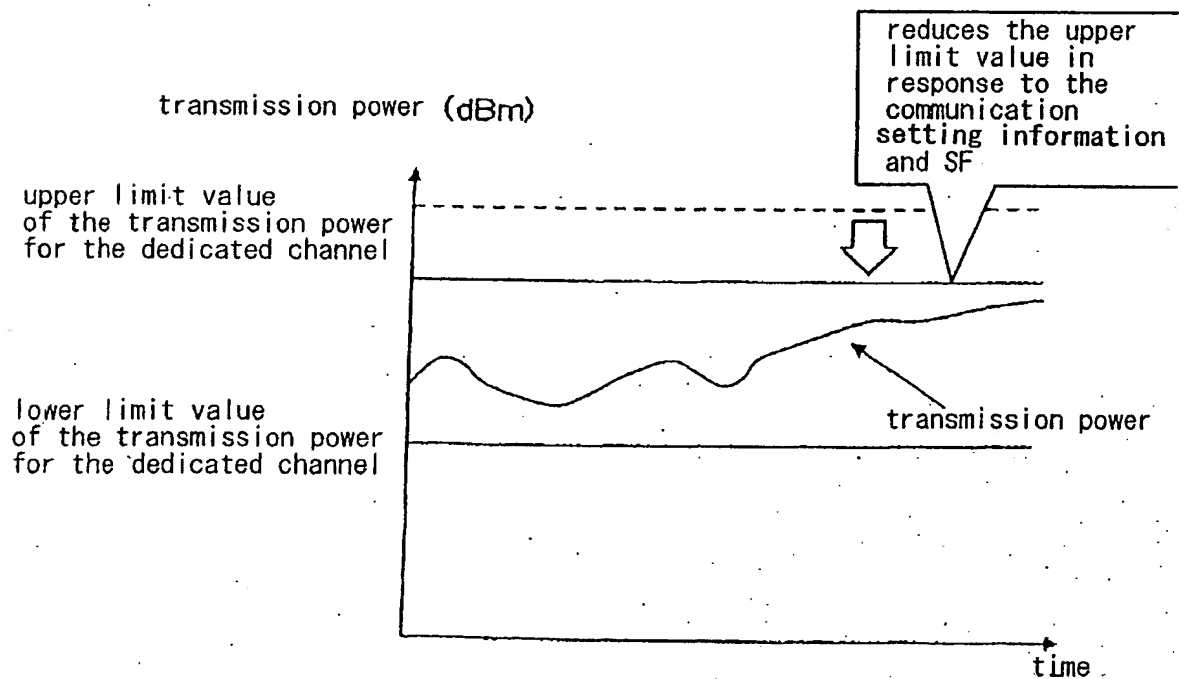 reduces the upper
limit value in
response to the
communication
setting information
and SF
transmission power (dBm)
upper limit value
of the transmission power
for the dedicated channel
lower limit value
of the transmission power
for the dedicated channel
transmission power
time